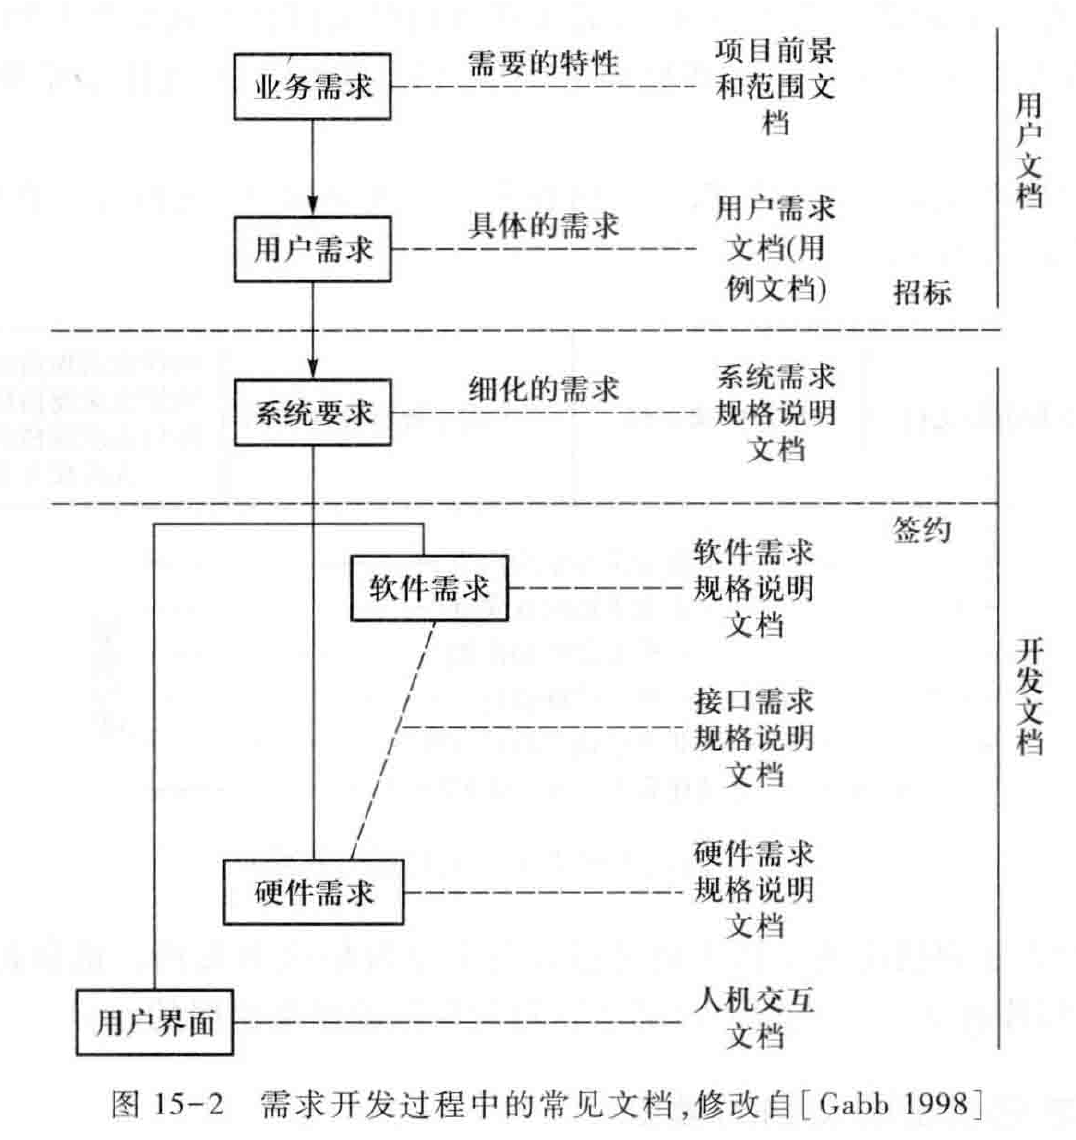 业务需求
需要的特性
项目前景
和范围文
档
用户文档
用户需求
具体的需求
用户需求
文档(用
例文档)
招标
系统要求
细化的需求
系统需求
规格说明
文档
签约
软件需求
软件需求
规格说明
文档
接口需求
规格说明
文档
开发文档
硬件需求
硬件需求
规格说明
文档
用户界面
人机交互
文档
图 15-2 需求开发过程中的常见文档,修改自[Gabb 1998]